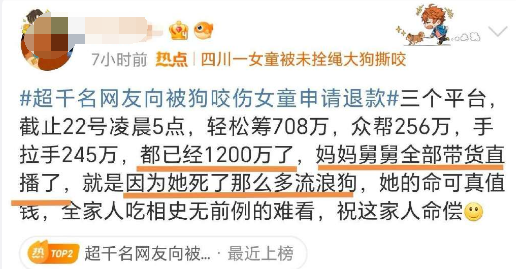 7小时前 热点 | 四川一女童被未拴绳大狗撕咬
#超千名网友向被狗咬伤女童申请退款#三个平台，
截止22号凌晨5点，轻松筹708万，众帮256万，手
拉手245万，都已经1200万了，妈妈舅舅全部带货直
播了，就是因为她死了那么多流浪狗，她的命可真值
钱，全家人吃相史无前例的难看，祝这家人命偿
热 TOP2 超千名网友向被... · 最近上榜